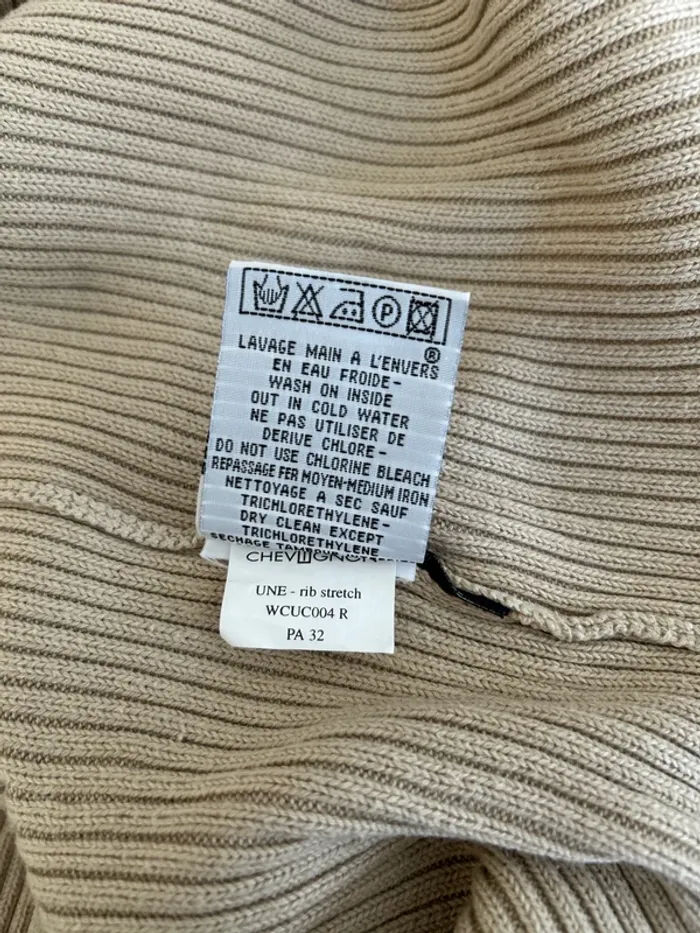 P
®
LAVAGE MAIN A L'ENVERS
EN EAU FROIDE-
WASH ON INSIDE
OUT IN COLD WATER
NE PAS UTILISER DE
DERIVE CHLORE-
DO NOT USE CHLORINE BLEACH
REPASSAGE FER MOYEN-MEDIUM IRON
NETTOYAGE A SEC SAUF
TRICHLORETHYLENE-
DRY CLEAN EXCEPT
TRICHLORETHYLENE
SECHAGE
UNE - rib stretch
WCUC004 R
PA 32